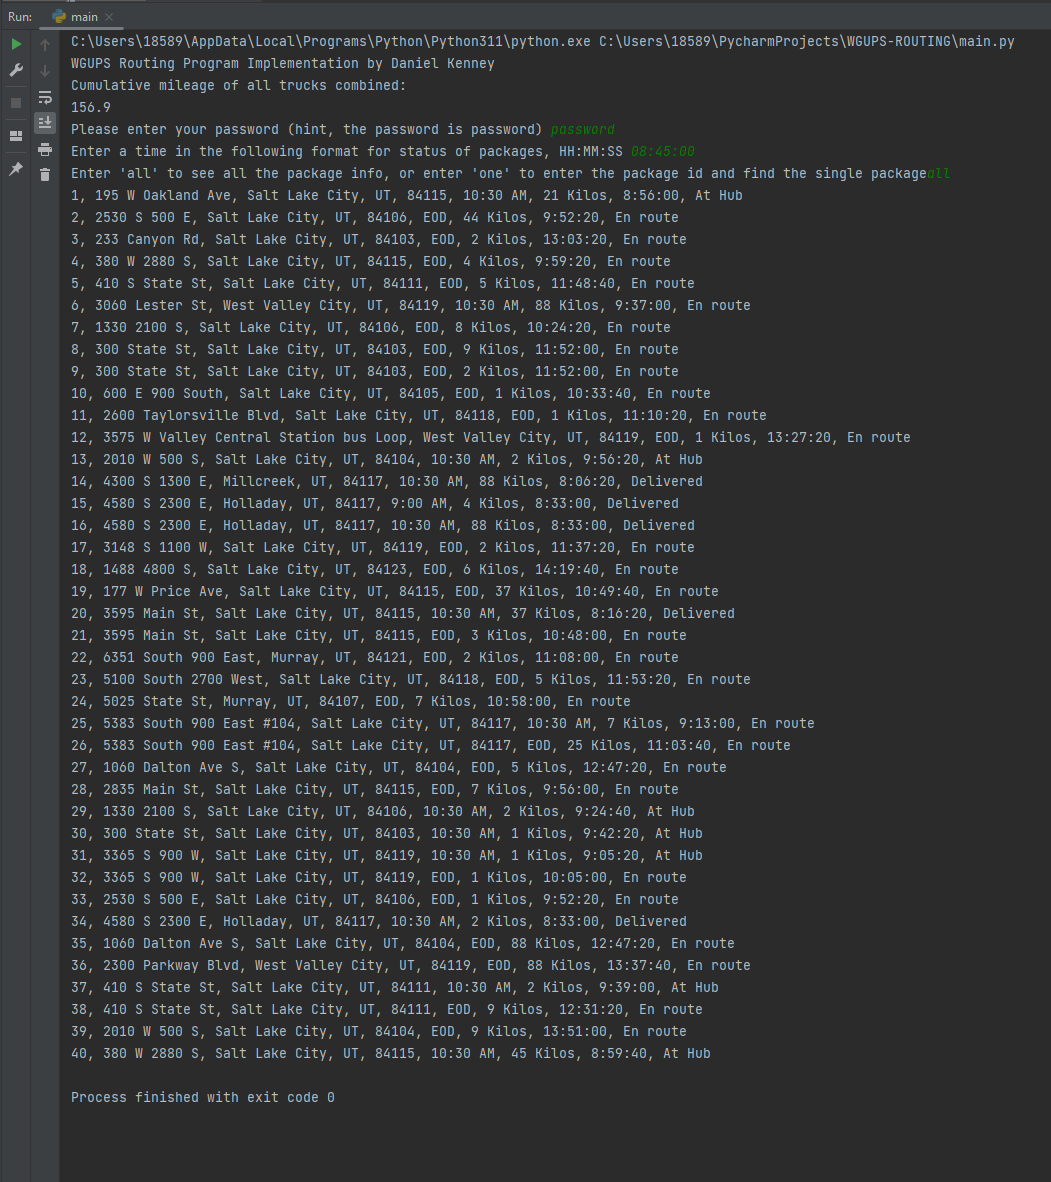 Run: main
C:\Users\18589\AppData\Local\Programs\Python\Python311\python.exe C:\Users\18589\PycharmProjects\WGUPS-ROUTING\main.py
WGUPS Routing Program Implementation by Daniel Kenney
Cumulative mileage of all trucks combined:
156.9
Please enter your password (hint, the password is password) password
Enter a time in the following format for status of packages, HH:MM:SS 08:45:00
Enter 'all' to see all the package info, or enter 'one' to enter the package id and find the single packageall
1, 195 W Oakland Ave, Salt Lake City, UT, 84115, 10:30 AM, 21 Kilos, 8:56:00, At Hub
2, 2530 S 500 E, Salt Lake City, UT, 84106, EOD, 44 Kilos, 9:52:20, En route
3, 233 Canyon Rd, Salt Lake City, UT, 84103, EOD, 2 Kilos, 13:03:20, En route
4, 380 W 2880 S, Salt Lake City, UT, 84115, EOD, 4 Kilos, 9:59:20, En route
5, 410 S State St, Salt Lake City, UT, 84111, EOD, 5 Kilos, 11:48:40, En route
6, 3060 Lester St, West Valley City, UT, 84119, 10:30 AM, 88 Kilos, 9:37:00, En route
7, 1330 2100 S, Salt Lake City, UT, 84106, EOD, 8 Kilos, 10:24:20, En route
8, 300 State St, Salt Lake City, UT, 84103, EOD, 9 Kilos, 11:52:00, En route
9, 300 State St, Salt Lake City, UT, 84103, EOD, 2 Kilos, 11:52:00, En route
10, 600 E 900 South, Salt Lake City, UT, 84105, EOD, 1 Kilos, 10:33:40, En route
11, 2600 Taylorsville Blvd, Salt Lake City, UT, 84118, EOD, 1 Kilos, 11:10:20, En route
12, 3575 W Valley Central Station bus Loop, West Valley City, UT, 84119, EOD, 1 Kilos, 13:27:20, En route
13, 2010 W 500 S, Salt Lake City, UT, 84104, 10:30 AM, 2 Kilos, 9:56:20, At Hub
14, 4300 S 1300 E, Millcreek, UT, 84117, 10:30 AM, 88 Kilos, 8:06:20, Delivered
15, 4580 S 2300 E, Holladay, UT, 84117, 9:00 AM, 4 Kilos, 8:33:00, Delivered
16, 4580 S 2300 E, Holladay, UT, 84117, 10:30 AM, 88 Kilos, 8:33:00, Delivered
17, 3148 S 1100 W, Salt Lake City, UT, 84119, EOD, 2 Kilos, 11:37:20, En route
18, 1488 4800 S, Salt Lake City, UT, 84123, EOD, 6 Kilos, 14:19:40, En route
19, 177 W Price Ave, Salt Lake City, UT, 84115, EOD, 37 Kilos, 10:49:40, En route
20, 3595 Main St, Salt Lake City, UT, 84115, 10:30 AM, 37 Kilos, 8:16:20, Delivered
21, 3595 Main St, Salt Lake City, UT, 84115, EOD, 3 Kilos, 10:48:00, En route
22, 6351 South 900 East, Murray, UT, 84121, EOD, 2 Kilos, 11:08:00, En route
23, 5100 South 2700 West, Salt Lake City, UT, 84118, EOD, 5 Kilos, 11:53:20, En route
24, 5025 State St, Murray, UT, 84107, EOD, 7 Kilos, 10:58:00, En route
25, 5383 South 900 East #104, Salt Lake City, UT, 84117, 10:30 AM, 7 Kilos, 9:13:00, En route
26, 5383 South 900 East #104, Salt Lake City, UT, 84117, EOD, 25 Kilos, 11:03:40, En route
27, 1060 Dalton Ave S, Salt Lake City, UT, 84104, EOD, 5 Kilos, 12:47:20, En route
28, 2835 Main St, Salt Lake City, UT, 84115, EOD, 7 Kilos, 9:56:00, En route
29, 1330 2100 S, Salt Lake City, UT, 84106, 10:30 AM, 2 Kilos, 9:24:40, At Hub
30, 300 State St, Salt Lake City, UT, 84103, 10:30 AM, 1 Kilos, 9:42:20, At Hub
31, 3365 S 900 W, Salt Lake City, UT, 84119, 10:30 AM, 1 Kilos, 9:05:20, At Hub
32, 3365 S 900 W, Salt Lake City, UT, 84119, EOD, 1 Kilos, 10:05:00, En route
33, 2530 S 500 E, Salt Lake City, UT, 84106, EOD, 1 Kilos, 9:52:20, En route
34, 4580 S 2300 E, Holladay, UT, 84117, 10:30 AM, 2 Kilos, 8:33:00, Delivered
35, 1060 Dalton Ave S, Salt Lake City, UT, 84104, EOD, 88 Kilos, 12:47:20, En route
36, 2300 Parkway Blvd, West Valley City, UT, 84119, EOD, 88 Kilos, 13:37:40, En route
37, 410 S State St, Salt Lake City, UT, 84111, 10:30 AM, 2 Kilos, 9:39:00, At Hub
38, 410 S State St, Salt Lake City, UT, 84111, EOD, 9 Kilos, 12:31:20, En route
39, 2010 W 500 S, Salt Lake City, UT, 84104, EOD, 9 Kilos, 13:51:00, En route
40, 380 W 2880 S, Salt Lake City, UT, 84115, 10:30 AM, 45 Kilos, 8:59:40, At Hub
Process finished with exit code 0